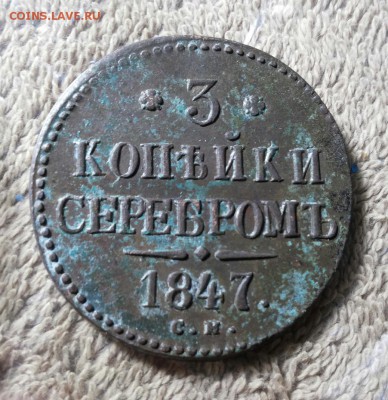 COINS.LAVE.RU
* 3 *
КОПѢЙКИ
СЕРЕБРОМЪ
1847.
С. М.